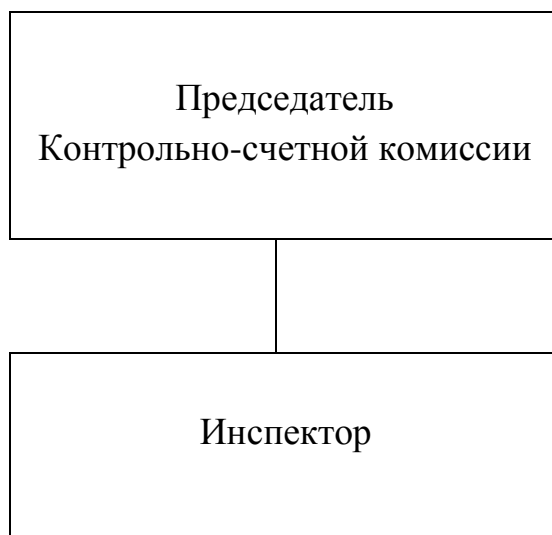 Председатель
Контрольно-счетной комиссии
Инспектор